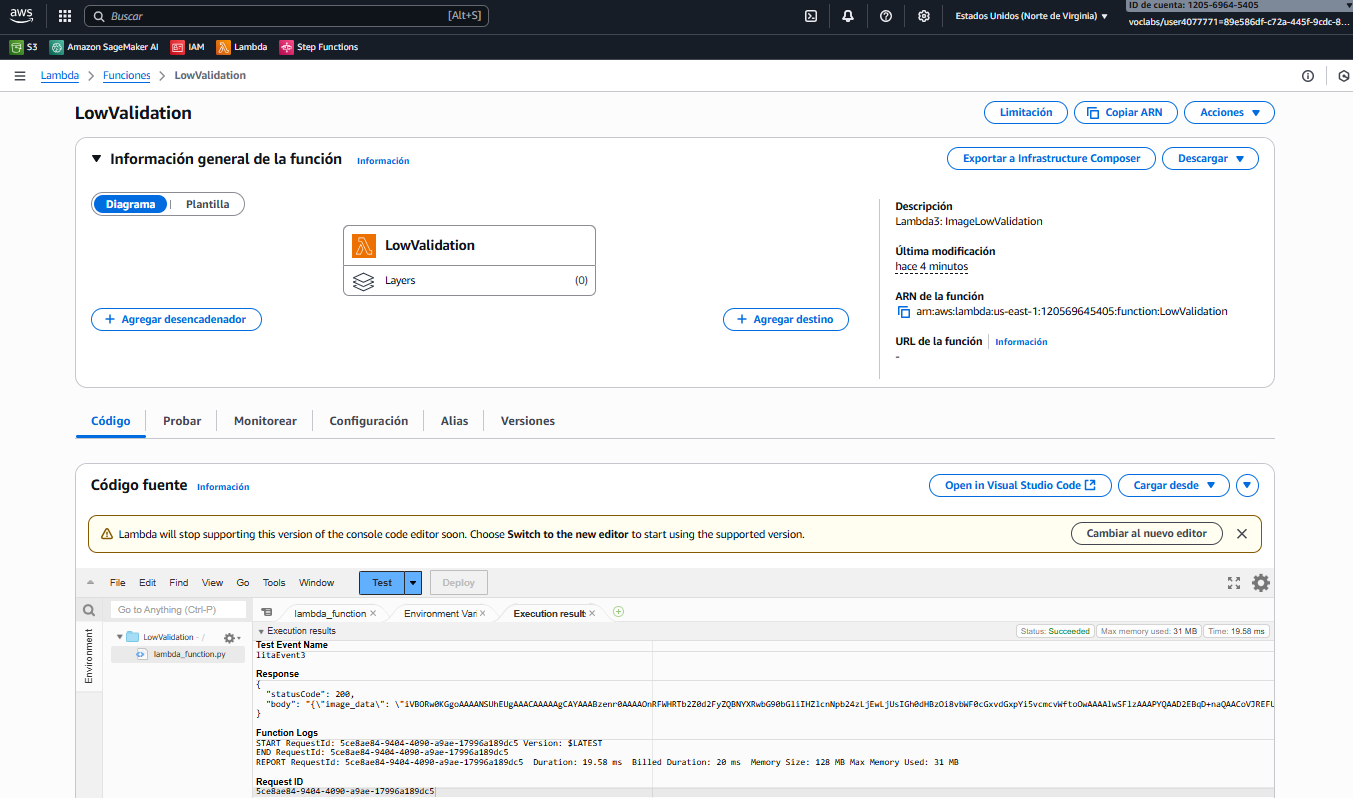 aws
Buscar [Alt+S] Estados Unidos (Norte de Virginia) ID de cuenta: 1205-6964-5405
voclabs/user4077771=89e586df-c72a-445f-9cdc-8...
S3 Amazon SageMaker AI IAM Lambda Step Functions
Lambda Funciones LowValidation
LowValidation Limitación Copiar ARN Acciones
Información general de la función Información Exportar a Infrastructure Composer Descargar
Diagrama | Plantilla
LowValidation
Layers (0)
Agregar desencadenador Agregar destino
Descripción
Lambda3: ImageLowValidation
Última modificación
hace 4 minutos
ARN de la función
arn:aws:lambda:us-east-1:120569645405:function:LowValidation
URL de la función Información
-
Código Probar Monitorear Configuración Alias Versiones
Código fuente Información Open in Visual Studio Code Cargar desde
Lambda will stop supporting this version of the console code editor soon. Choose Switch to the new editor to start using the supported version. Cambiar al nuevo editor
File Edit Find View Go Tools Window Test Deploy
Go to Anything (Ctrl-P) lambda_function Environment Var Execution results
Environment
LowValidation - /
lambda_function.py
Execution results Status: Succeeded Max memory used: 31 MB Time: 19.58 ms
Test Event Name
litaEvent3
Response
{
"statusCode": 200,
"body": "{\"image_data\": \"iVBORw0KGgoAAAANSUhEUgAAACAAAAAgCAYAAABzenr0AAAAOnRFWHRTb2Z0d2FyZQBNYXRwbG90bGliIHZlcnNpb24zLjEwLjUsIGh0dHBzOi8vbWF0cGxvdGxpYi5vcmcvWftoOwAAAAlwSFlzAAAPYQAAD2EBqD+naQAACoVJREFU
}
Function Logs
START RequestId: 5ce8ae84-9404-4090-a9ae-17996a189dc5 Version: $LATEST
END RequestId: 5ce8ae84-9404-4090-a9ae-17996a189dc5
REPORT RequestId: 5ce8ae84-9404-4090-a9ae-17996a189dc5 Duration: 19.58 ms Billed Duration: 20 ms Memory Size: 128 MB Max Memory Used: 31 MB
Request ID
5ce8ae84-9404-4090-a9ae-17996a189dc5